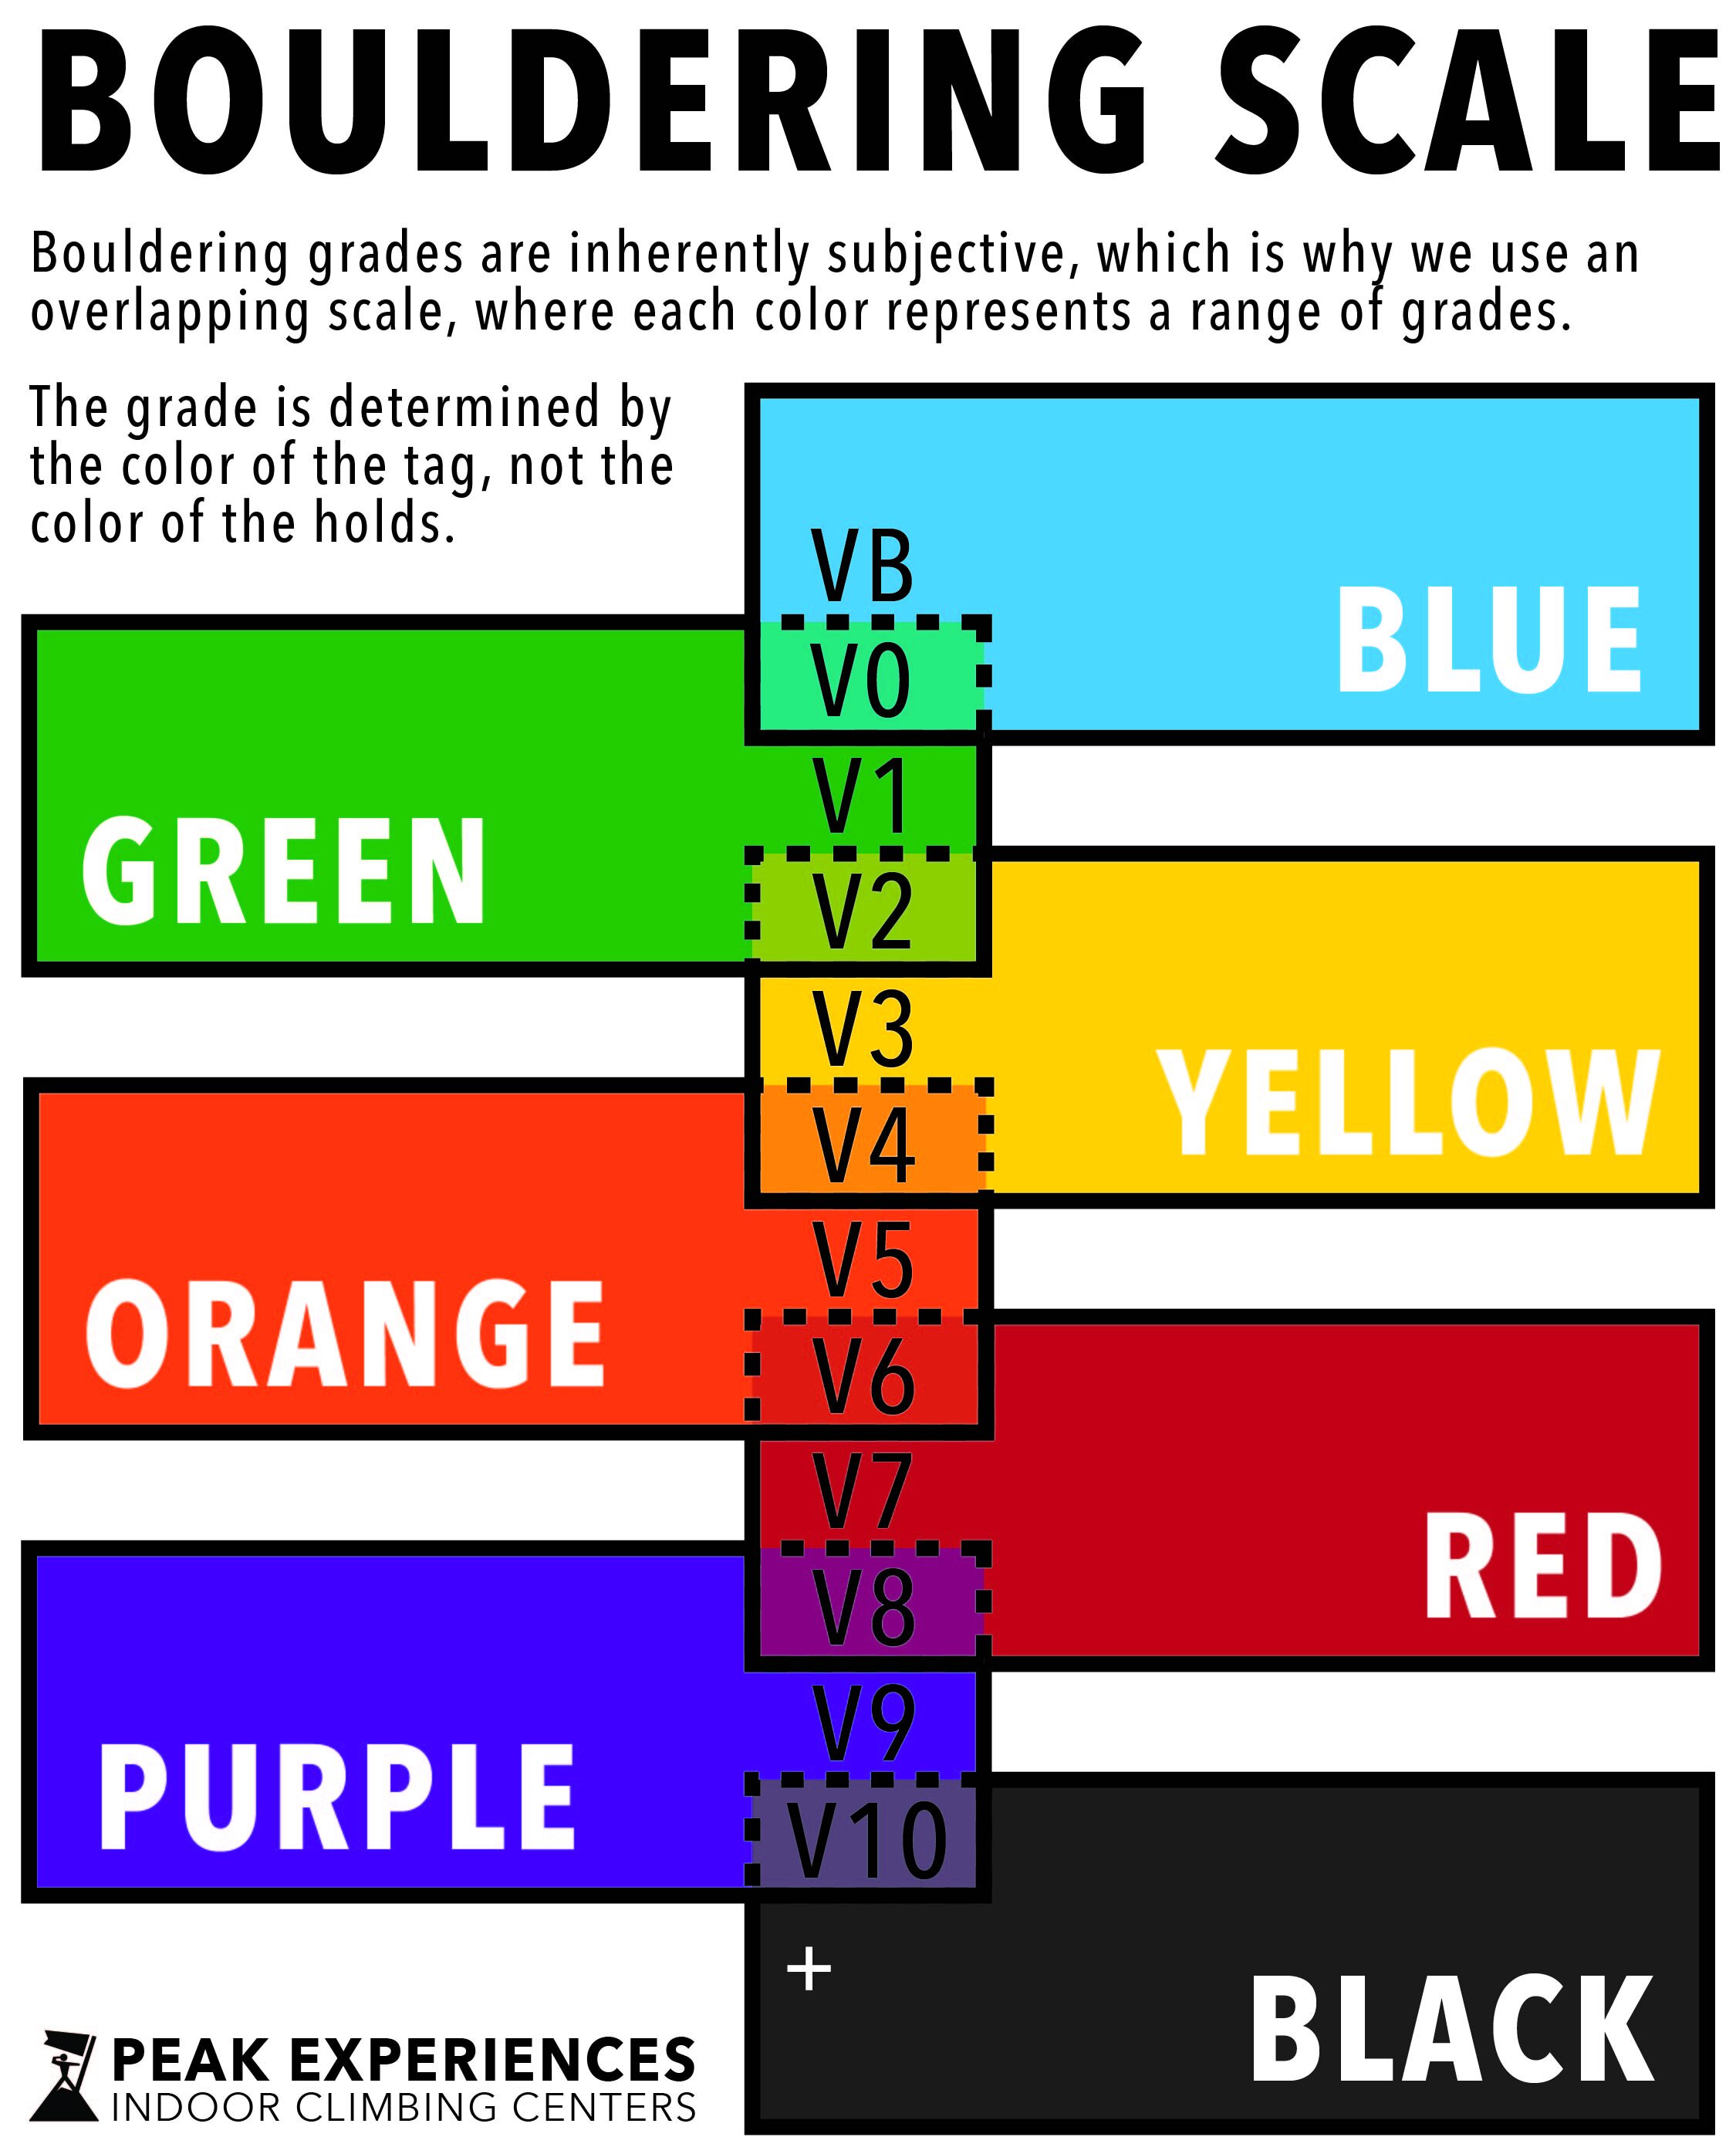 BOULDERING SCALE
Bouldering grades are inherently subjective, which is why we use an
overlapping scale, where each color represents a range of grades.
The grade is determined by
the color of the tag, not the
color of the holds.
VB
BLUE
V0
V1
GREEN
V2
V3
YELLOW
V4
V5
ORANGE
V6
V7
RED
V8
V9
PURPLE
V10
+
BLACK
PEAK EXPERIENCES
INDOOR CLIMBING CENTERS